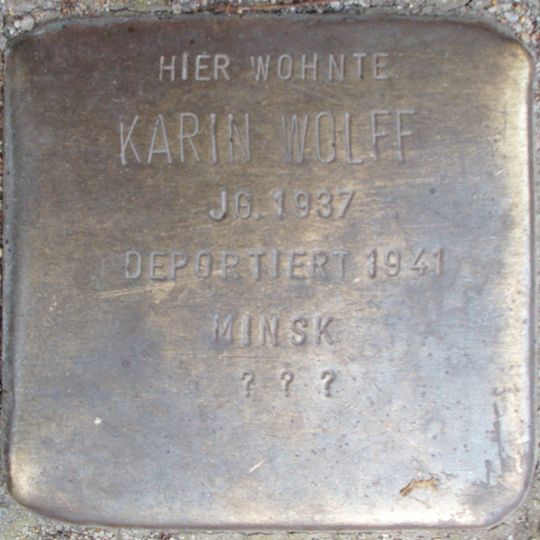 HIER WOHNTE
KARIN WOLFF
JG. 1937
DEPORTIERT 1941
MINSK
? ? ?